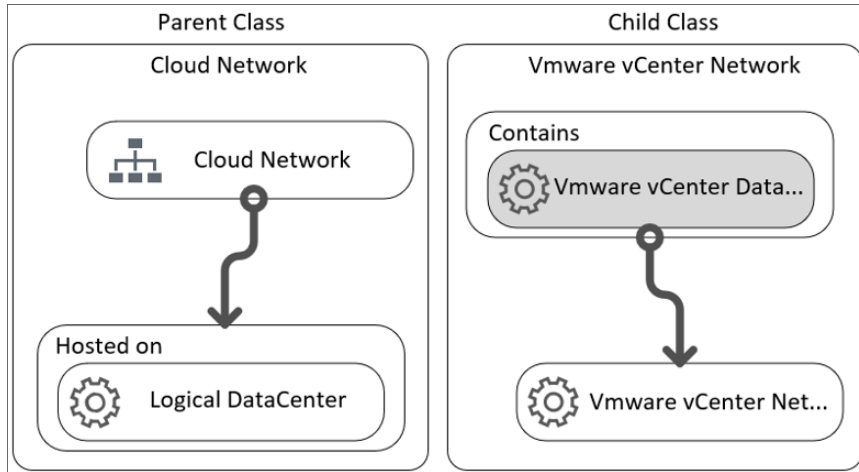 Parent Class
Child Class
Cloud Network
Vmware vCenter Network
Cloud Network
Contains
Vmware vCenter Data...
Hosted on
Logical DataCenter
Vmware vCenter Net...